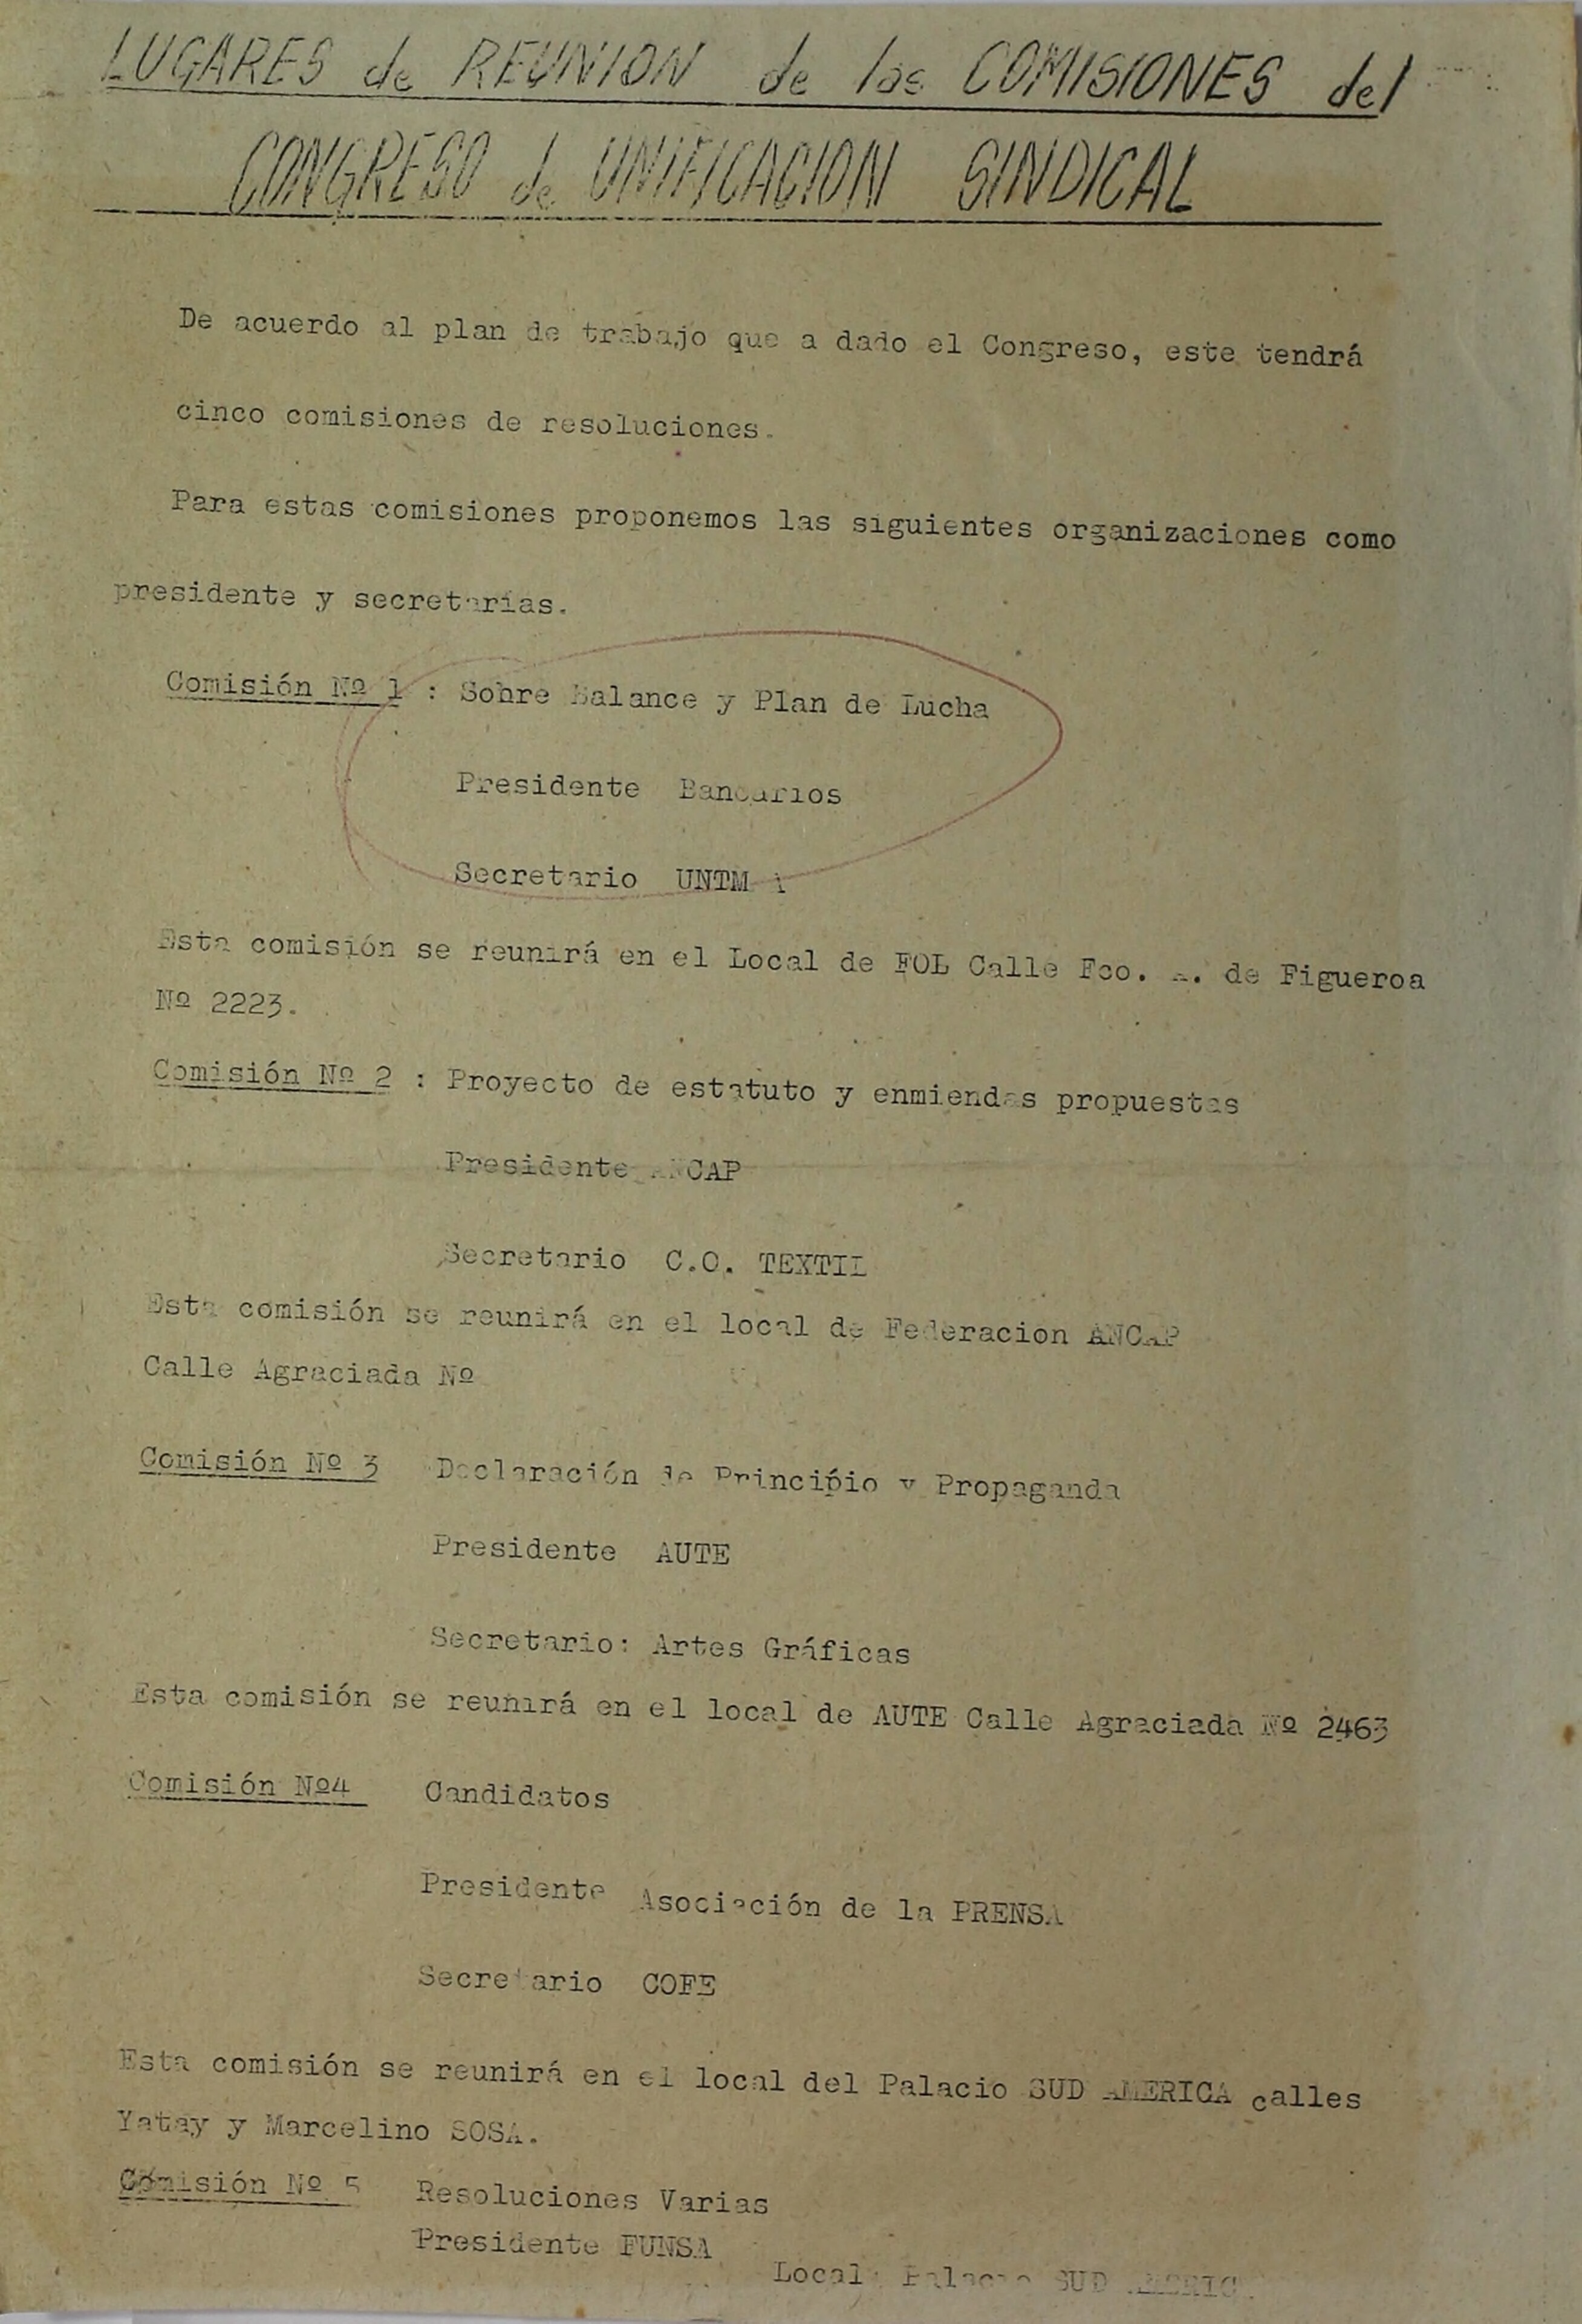 LUGARES de REUNION de las COMISIONES del
CONGRESO de UNIFICACION SINDICAL
De acuerdo al plan de trabajo que a dado el Congreso, este tendrá
cinco comisiones de resoluciones.
Para estas comisiones proponemos las siguientes organizaciones como
presidente y secretarias.
Comisión Nº 1 : Sobre Balance y Plan de Lucha
Presidente Bancarios
Secretario UNTM
Esta comisión se reunirá en el Local de FOL Calle Fco. de Figueroa
Nº 2223.
Comisión Nº 2 : Proyecto de estatuto y enmiendas propuestas
Presidente ANCAP
Secretario C.O. TEXTIL
Esta comisión se reunirá en el local de Federacion ANCAP
Calle Agraciada Nº
Comisión Nº 3 Declaración de Principio y Propaganda
Presidente AUTE
Secretario: Artes Gráficas
Esta comisión se reunirá en el local de AUTE Calle Agraciada Nº 2463
Comisión Nº4 Candidatos
Presidente Asociación de la PRENSA
Secretario COFE
Esta comisión se reunirá en el local del Palacio SUD AMERICA calles
Yatay y Marcelino SOSA.
Comisión Nº 5 Resoluciones Varias
Presidente FUNSA
Local: Palacio SUD AMERICA